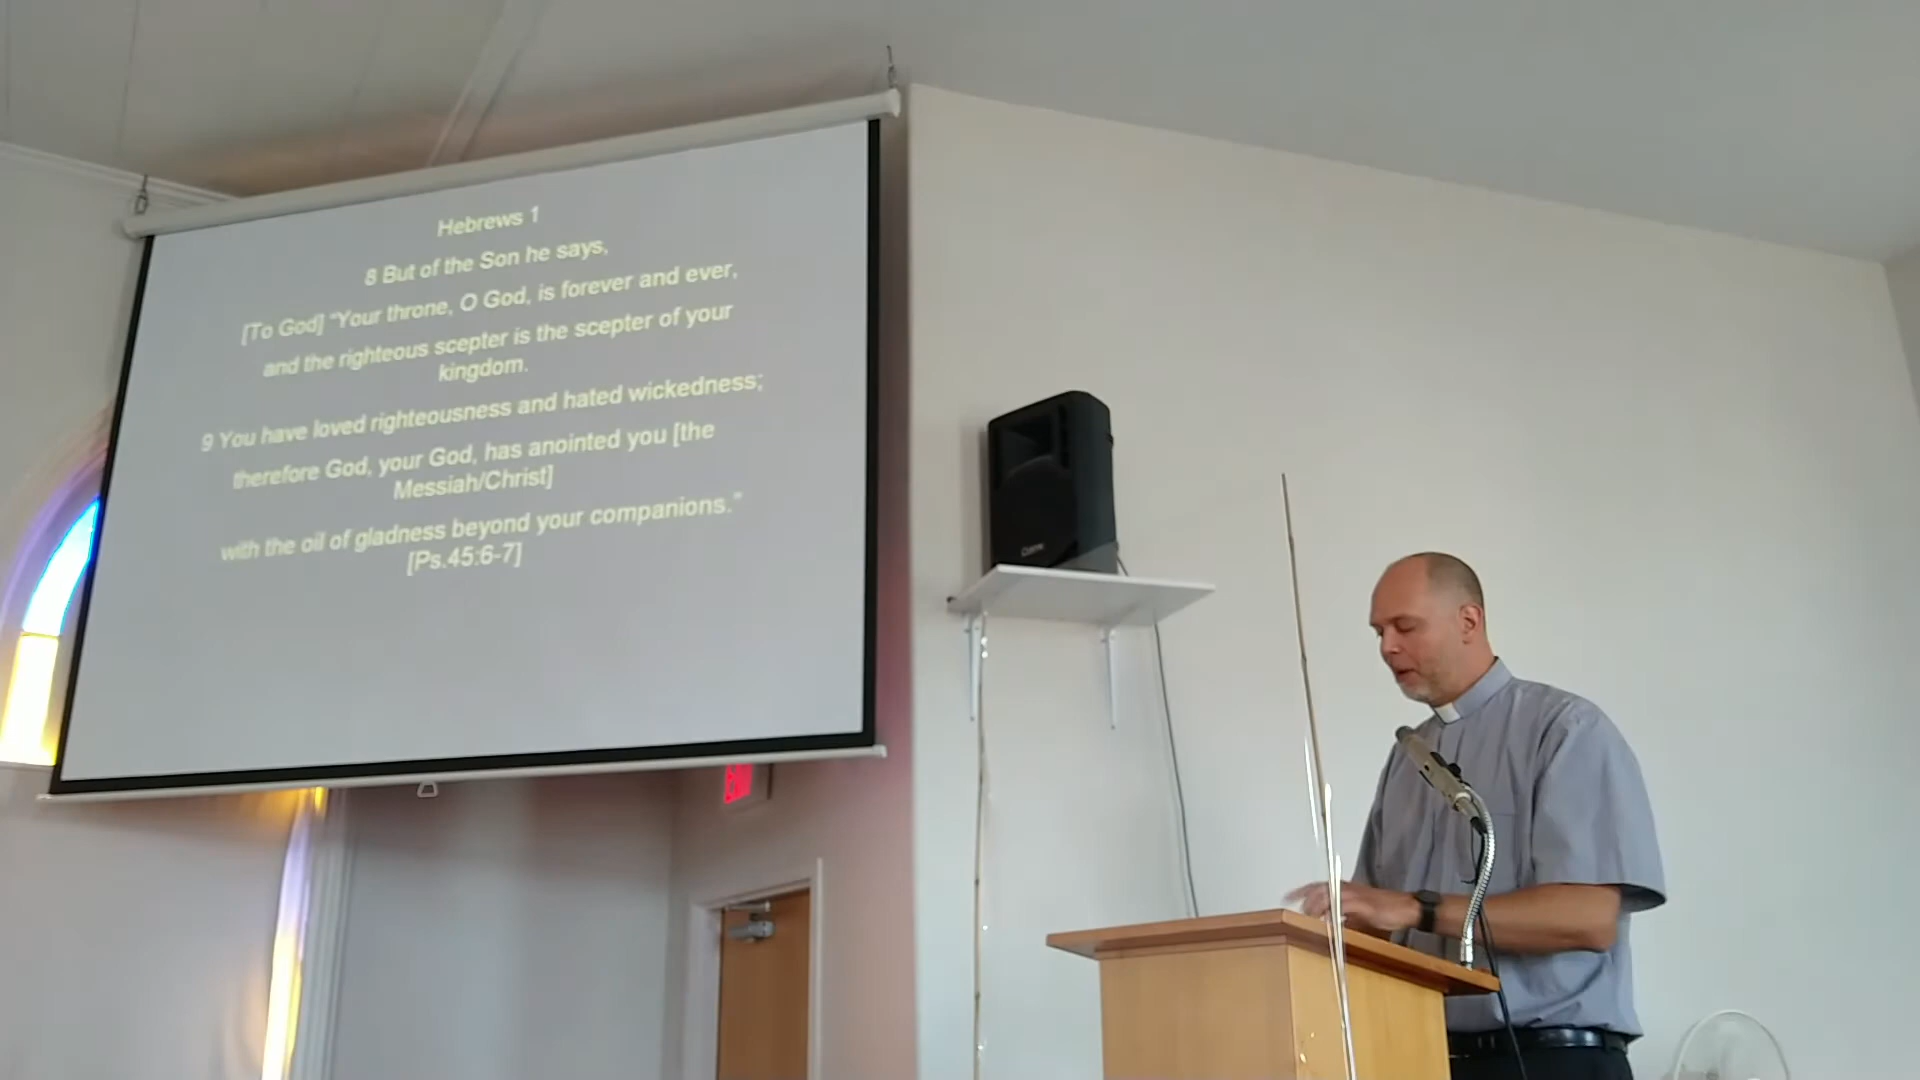 Hebrews 1
8 But of the Son he says,
[To God] "Your throne, O God, is forever and ever,
and the righteous scepter is the scepter of your
kingdom.
9 You have loved righteousness and hated wickedness;
therefore God, your God, has anointed you [the
Messiah/Christ]
with the oil of gladness beyond your companions."
[Ps.45:6-7]